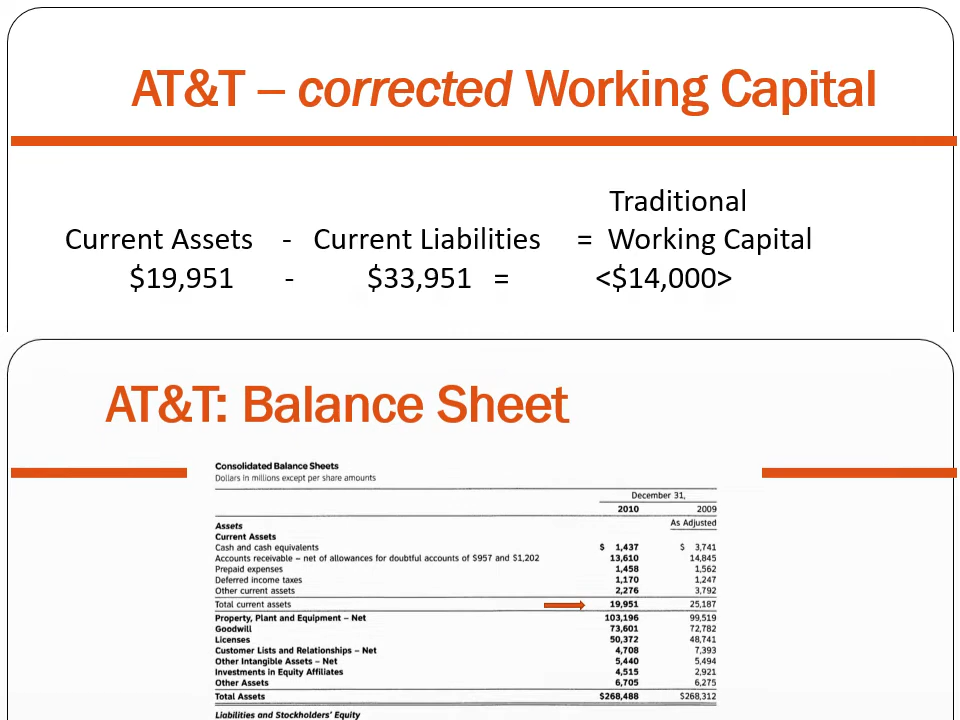 AT&T – corrected Working Capital
Traditional
Current Assets - Current Liabilities = Working Capital
$19,951 - $33,951 = <$14,000>
AT&T: Balance Sheet
Consolidated Balance Sheets
Dollars in millions except per share amounts
December 31,
2010 2009
Assets As Adjusted
Current Assets
Cash and cash equivalents $ 1,437 $ 3,741
Accounts receivable – net of allowances for doubtful accounts of $957 and $1,202 13,610 14,845
Prepaid expenses 1,458 1,562
Deferred income taxes 1,170 1,247
Other current assets 2,276 3,792
Total current assets 19,951 25,187
Property, Plant and Equipment – Net 103,196 99,519
Goodwill 73,601 72,782
Licenses 50,372 48,741
Customer Lists and Relationships – Net 4,708 7,393
Other Intangible Assets – Net 5,440 5,494
Investments in Equity Affiliates 4,515 2,921
Other Assets 6,705 6,275
Total Assets $268,488 $268,312
Liabilities and Stockholders' Equity